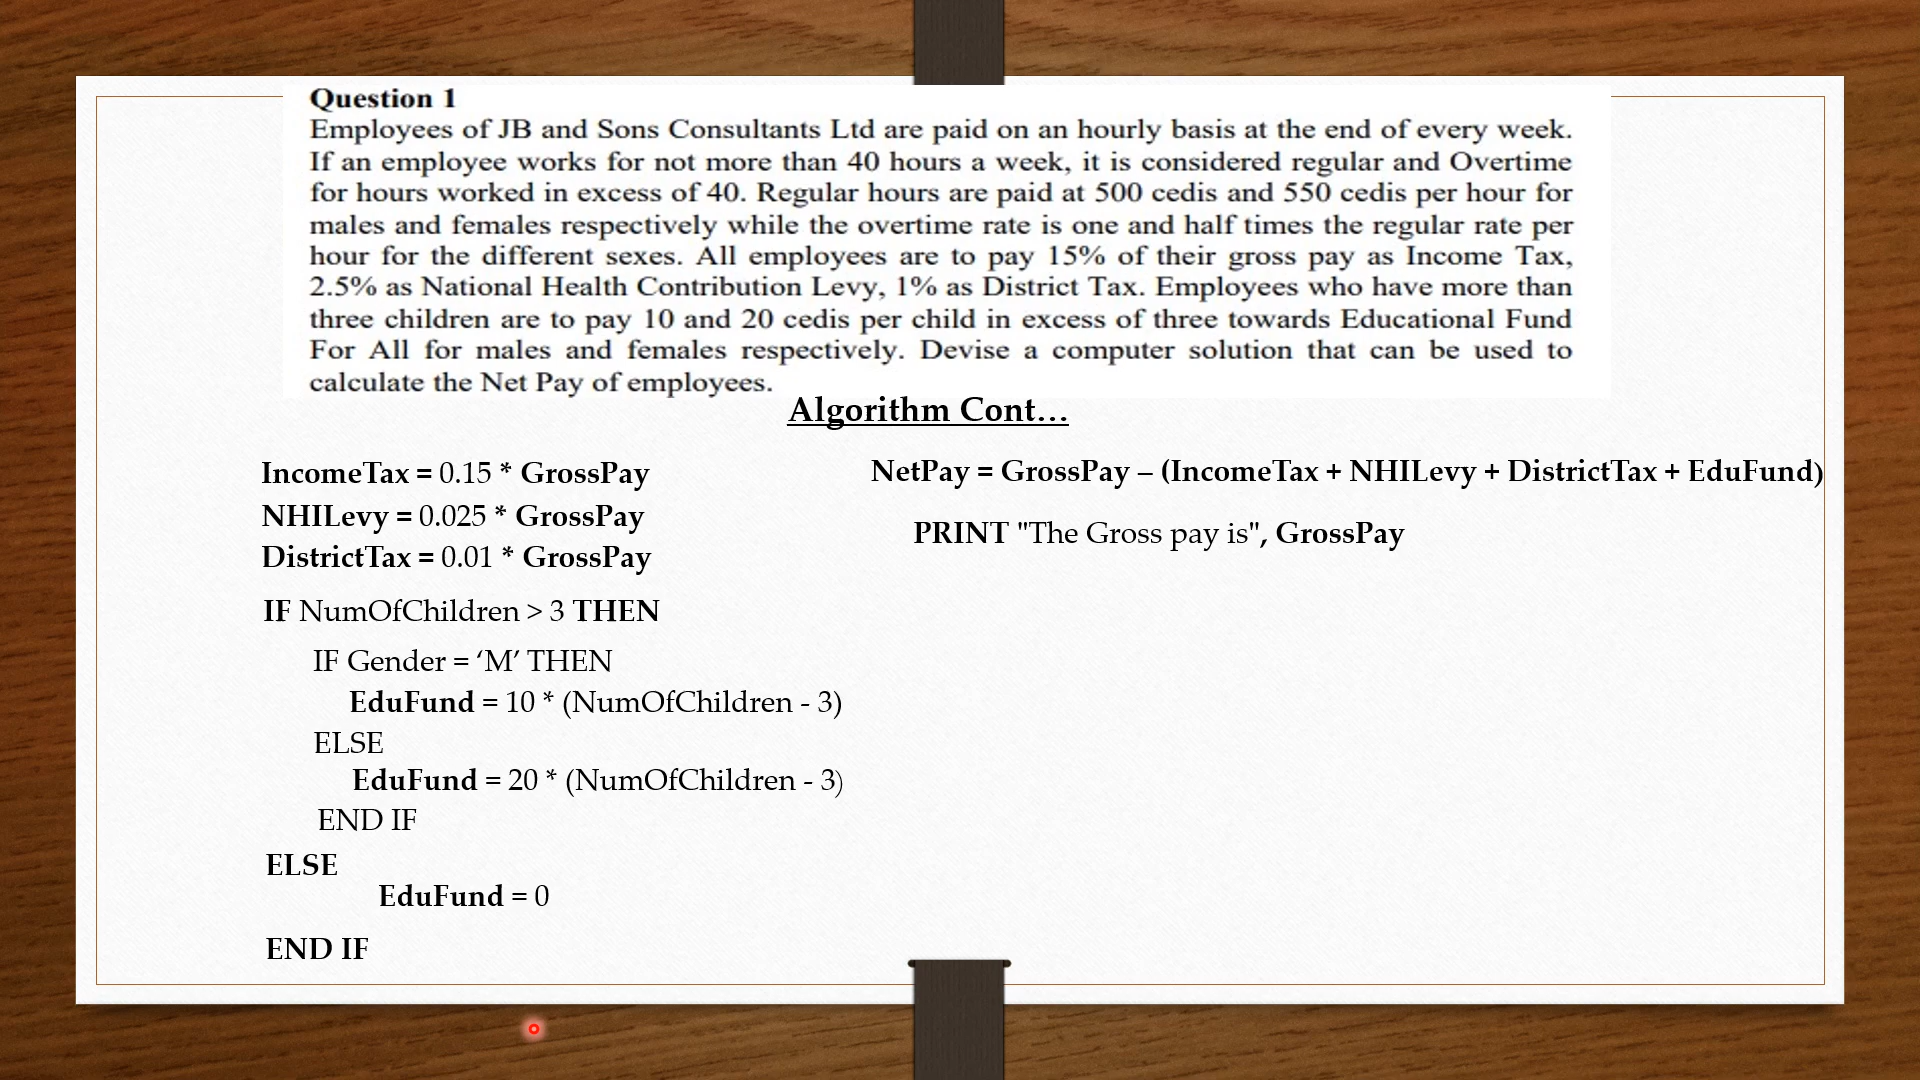 Question 1
Employees of JB and Sons Consultants Ltd are paid on an hourly basis at the end of every week.
If an employee works for not more than 40 hours a week, it is considered regular and Overtime
for hours worked in excess of 40. Regular hours are paid at 500 cedis and 550 cedis per hour for
males and females respectively while the overtime rate is one and half times the regular rate per
hour for the different sexes. All employees are to pay 15% of their gross pay as Income Tax,
2.5% as National Health Contribution Levy, 1% as District Tax. Employees who have more than
three children are to pay 10 and 20 cedis per child in excess of three towards Educational Fund
For All for males and females respectively. Devise a computer solution that can be used to
calculate the Net Pay of employees.
Algorithm Cont…
IncomeTax = 0.15 * GrossPay
NHILevy = 0.025 * GrossPay
DistrictTax = 0.01 * GrossPay
IF NumOfChildren > 3 THEN
IF Gender = ‘M’ THEN
EduFund = 10 * (NumOfChildren - 3)
ELSE
EduFund = 20 * (NumOfChildren - 3)
END IF
ELSE
EduFund = 0
END IF
NetPay = GrossPay – (IncomeTax + NHILevy + DistrictTax + EduFund)
PRINT "The Gross pay is", GrossPay